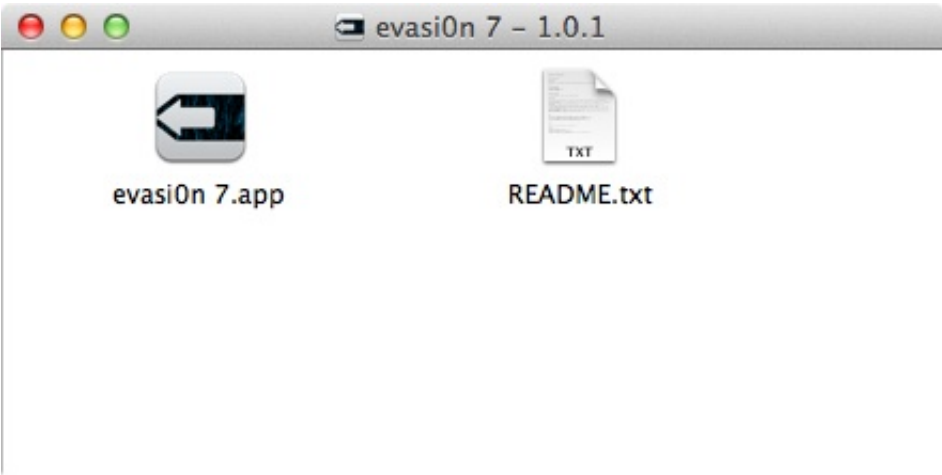 evasi0n 7 – 1.0.1
TXT
evasi0n 7.app
README.txt